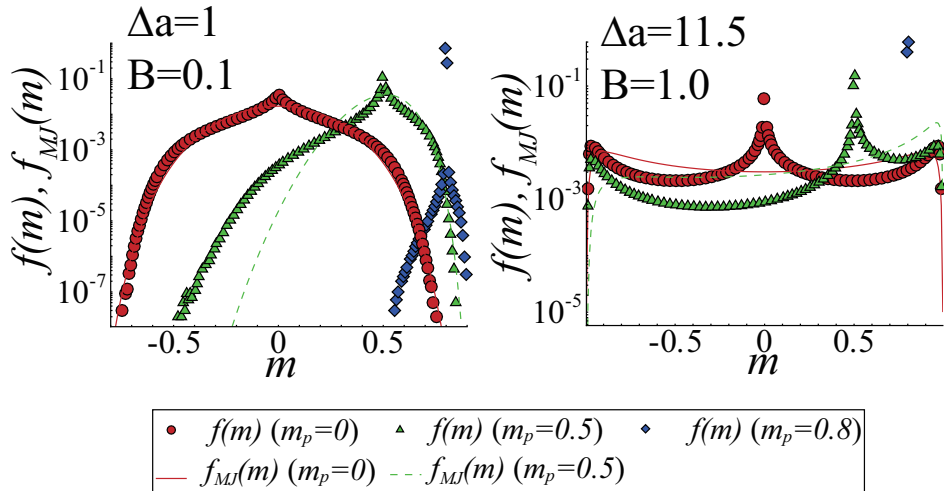 Δa=1
B=0.1
f(m), f_MJ(m)
10^-1
10^-3
10^-5
10^-7
-0.5
0
0.5
m
Δa=11.5
B=1.0
f(m), f_MJ(m)
10^-1
10^-3
10^-5
-0.5
0
0.5
m
f(m) (m_p=0)
f(m) (m_p=0.5)
f(m) (m_p=0.8)
f_MJ(m) (m_p=0)
f_MJ(m) (m_p=0.5)